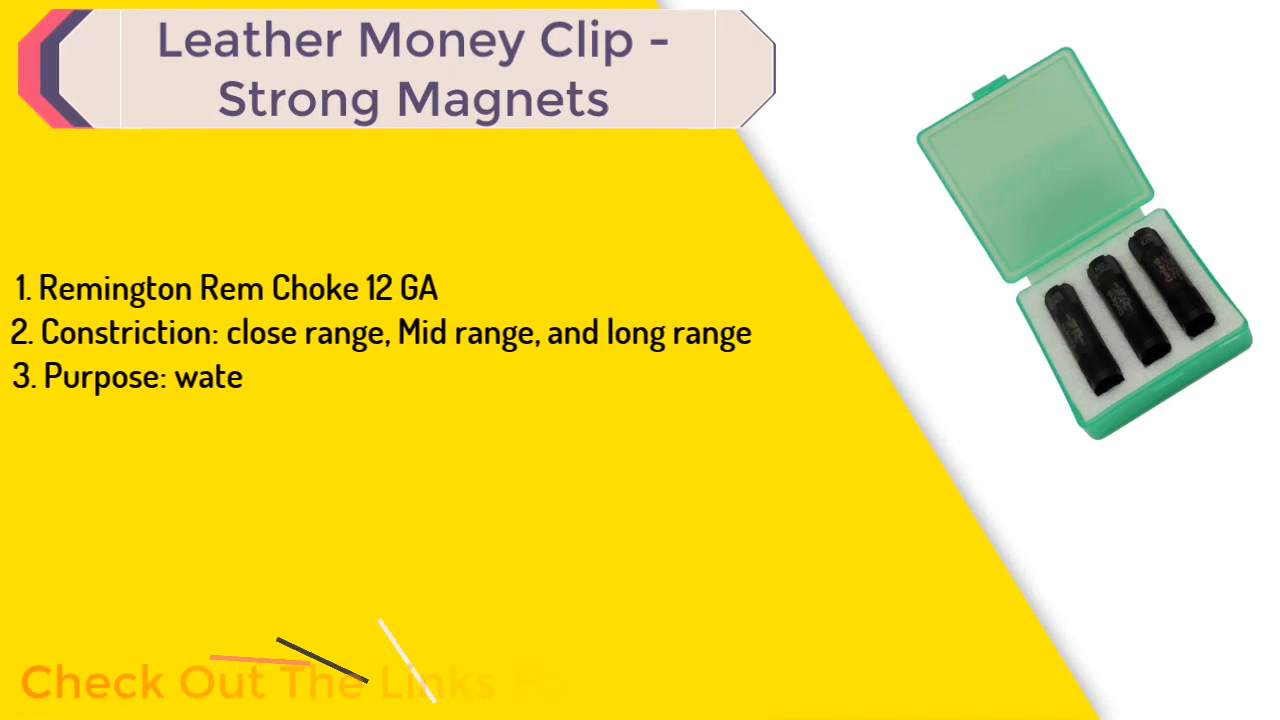 Leather Money Clip -
Strong Magnets
1. Remington Rem Choke 12 GA
2. Constriction: close range, Mid range, and long range
3. Purpose: wate
Check Out The Links Fo